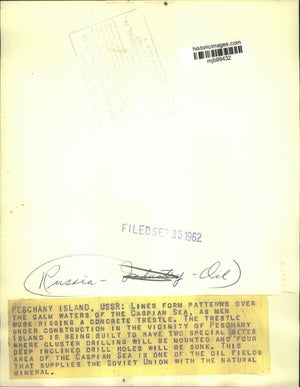 historicimages.com
mjb99432
FILED SEP 25 1962
(Russia - Industry - Oil)
PESCHANY ISLAND, USSR: LINES FORM PATTERNS OVER
THE CALM WATERS OF THE CASPIAN SEA, AS MEN
WORK RIGGING A CONCRETE TRESTLE. THE TRESTLE
UNDER CONSTRUCTION IN THE VICINITY OF PESCHANY
ISLAND IS BEING BUILT TO HAVE TWO SPECIAL SITES
WHERE CLUSTER DRILLING WILL BE MOUNTED AND FOUR
DEEP INCLINED DRILL HOLES WILL BE SUNK. THIS
AREA OF THE CASPIAN SEA IS ONE OF THE OIL FIELDS
THAT SUPPLIES THE SOVIET UNION WITH THE NATURAL
MINERAL.